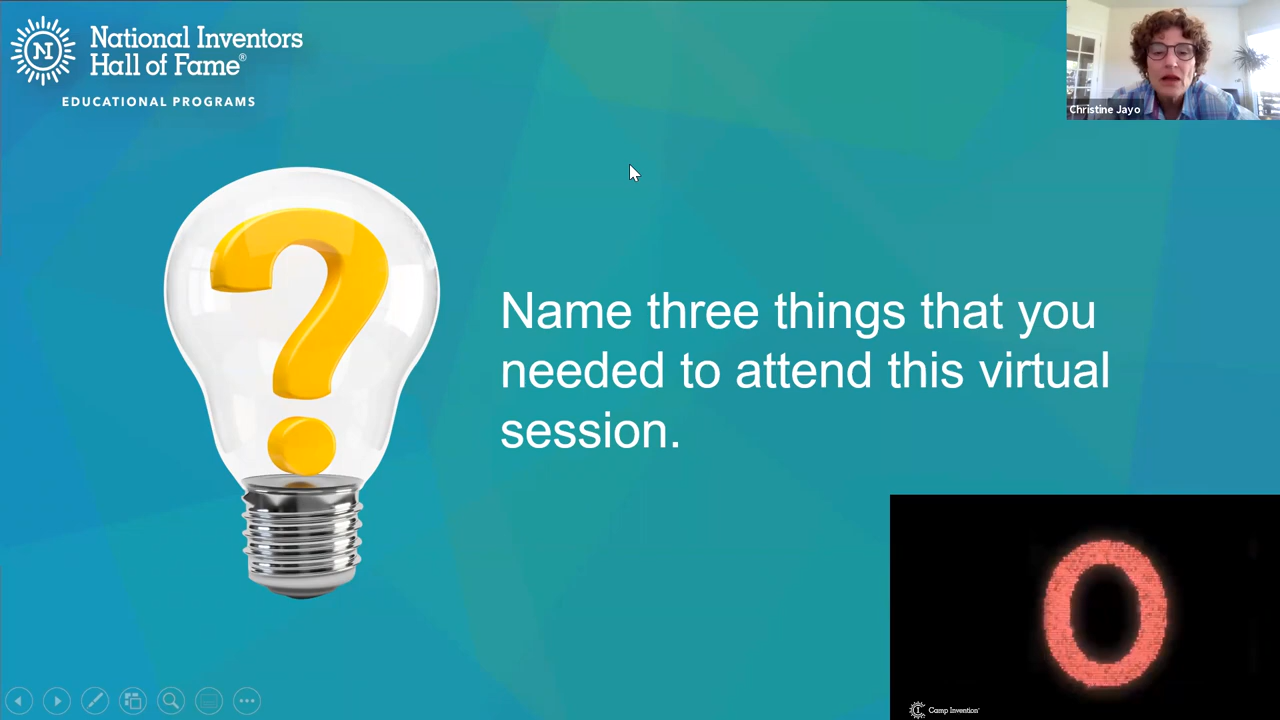 National Inventors
Hall of Fame®
EDUCATIONAL PROGRAMS
N
Christine Jayo
?
Name three things that you
needed to attend this virtual
session.
0
Camp Invention®